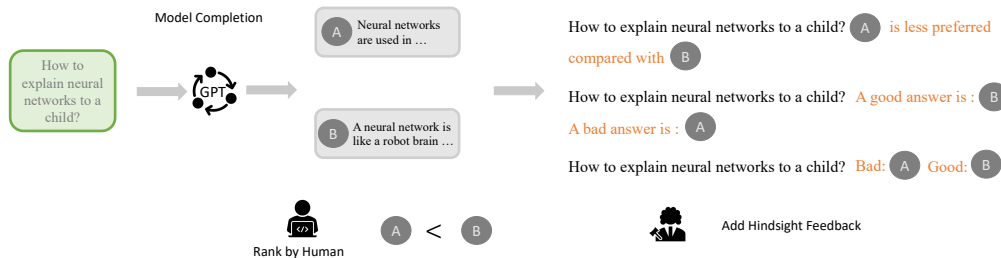 Model Completion
How to
explain neural
networks to a
child?
GPT
A Neural networks
are used in …
B A neural network is
like a robot brain …
Rank by Human
A < B
How to explain neural networks to a child? A is less preferred
compared with B
How to explain neural networks to a child? A good answer is : B
A bad answer is : A
How to explain neural networks to a child? Bad: A Good: B
Add Hindsight Feedback